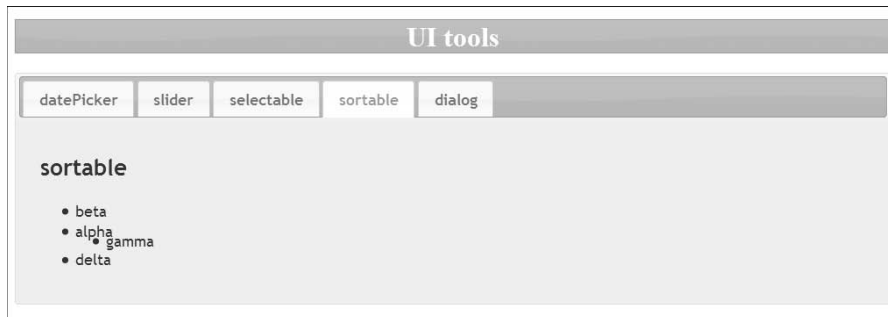 UI tools
datePicker slider selectable sortable dialog
sortable
• beta
• alpha
• gamma
• delta